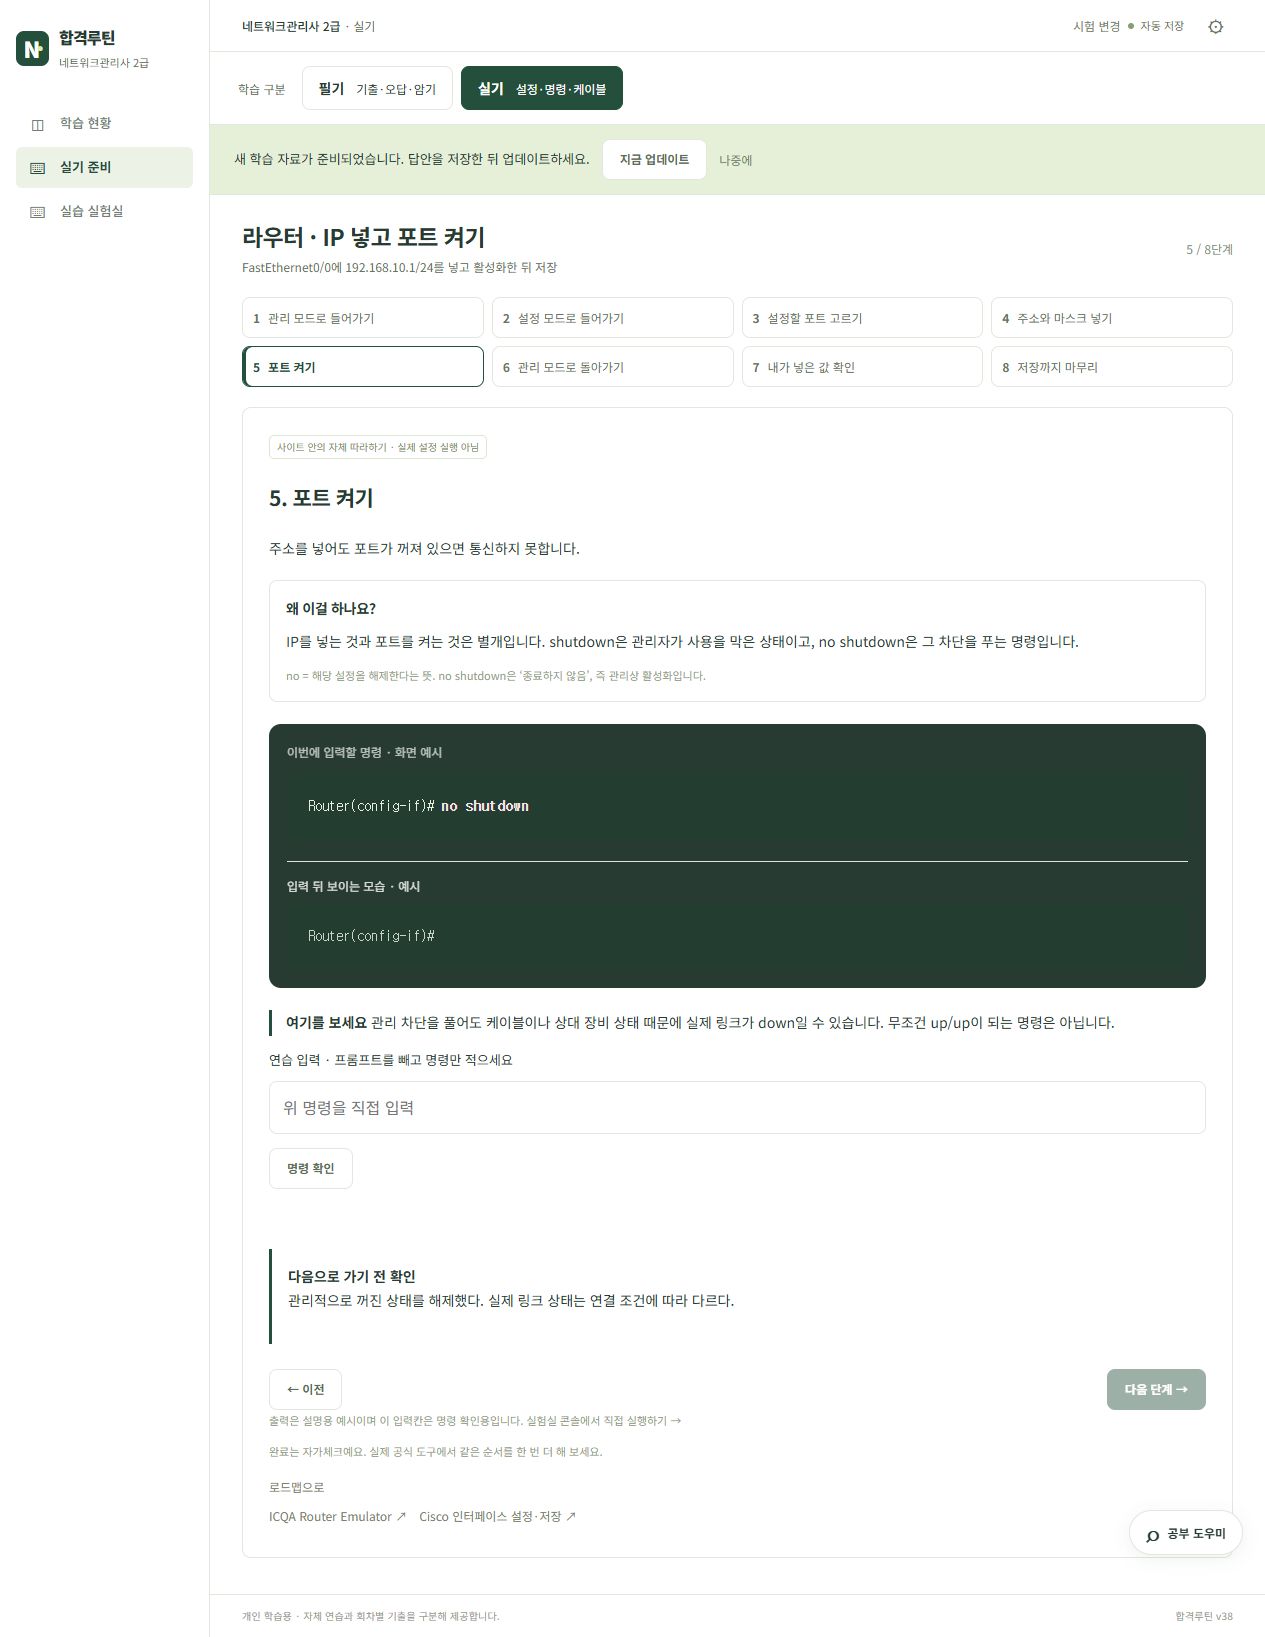 합격루틴
네트워크관리사 2급
학습 현황
실기 준비
실습 실험실
네트워크관리사 2급 · 실기
시험 변경 자동 저장
학습 구분
필기 기출·오답·암기
실기 설정·명령·케이블
새 학습 자료가 준비되었습니다. 답안을 저장한 뒤 업데이트하세요.
지금 업데이트
나중에
라우터 · IP 넣고 포트 켜기
FastEthernet0/0에 192.168.10.1/24를 넣고 활성화한 뒤 저장
5 / 8단계
1 관리 모드로 들어가기
2 설정 모드로 들어가기
3 설정할 포트 고르기
4 주소와 마스크 넣기
5 포트 켜기
6 관리 모드로 돌아가기
7 내가 넣은 값 확인
8 저장까지 마무리
사이트 안의 자체 따라하기 · 실제 설정 실행 아님
5. 포트 켜기
주소를 넣어도 포트가 꺼져 있으면 통신하지 못합니다.
왜 이걸 하나요?
IP를 넣는 것과 포트를 켜는 것은 별개입니다. shutdown은 관리자가 사용을 막은 상태이고, no shutdown은 그 차단을 푸는 명령입니다.
no = 해당 설정을 해제한다는 뜻. no shutdown은 '종료하지 않음', 즉 관리상 활성화입니다.
이번에 입력할 명령 · 화면 예시
Router(config-if)# no shutdown
입력 뒤 보이는 모습 · 예시
Router(config-if)#
여기를 보세요 관리 차단을 풀어도 케이블이나 상대 장비 상태 때문에 실제 링크가 down일 수 있습니다. 무조건 up/up이 되는 명령은 아닙니다.
연습 입력 · 프롬프트를 빼고 명령만 적으세요
위 명령을 직접 입력
명령 확인
다음으로 가기 전 확인
관리적으로 꺼진 상태를 해제했다. 실제 링크 상태는 연결 조건에 따라 다르다.
← 이전
다음 단계 →
출력은 설명용 예시이며 이 입력칸은 명령 확인용입니다. 실험실 콘솔에서 직접 실행하기 →
완료는 자가체크예요. 실제 공식 도구에서 같은 순서를 한 번 더 해 보세요.
로드맵으로
ICQA Router Emulator ↗ Cisco 인터페이스 설정·저장 ↗
공부 도우미
개인 학습용 · 자체 연습과 회차별 기출을 구분해 제공합니다.
합격루틴 v38